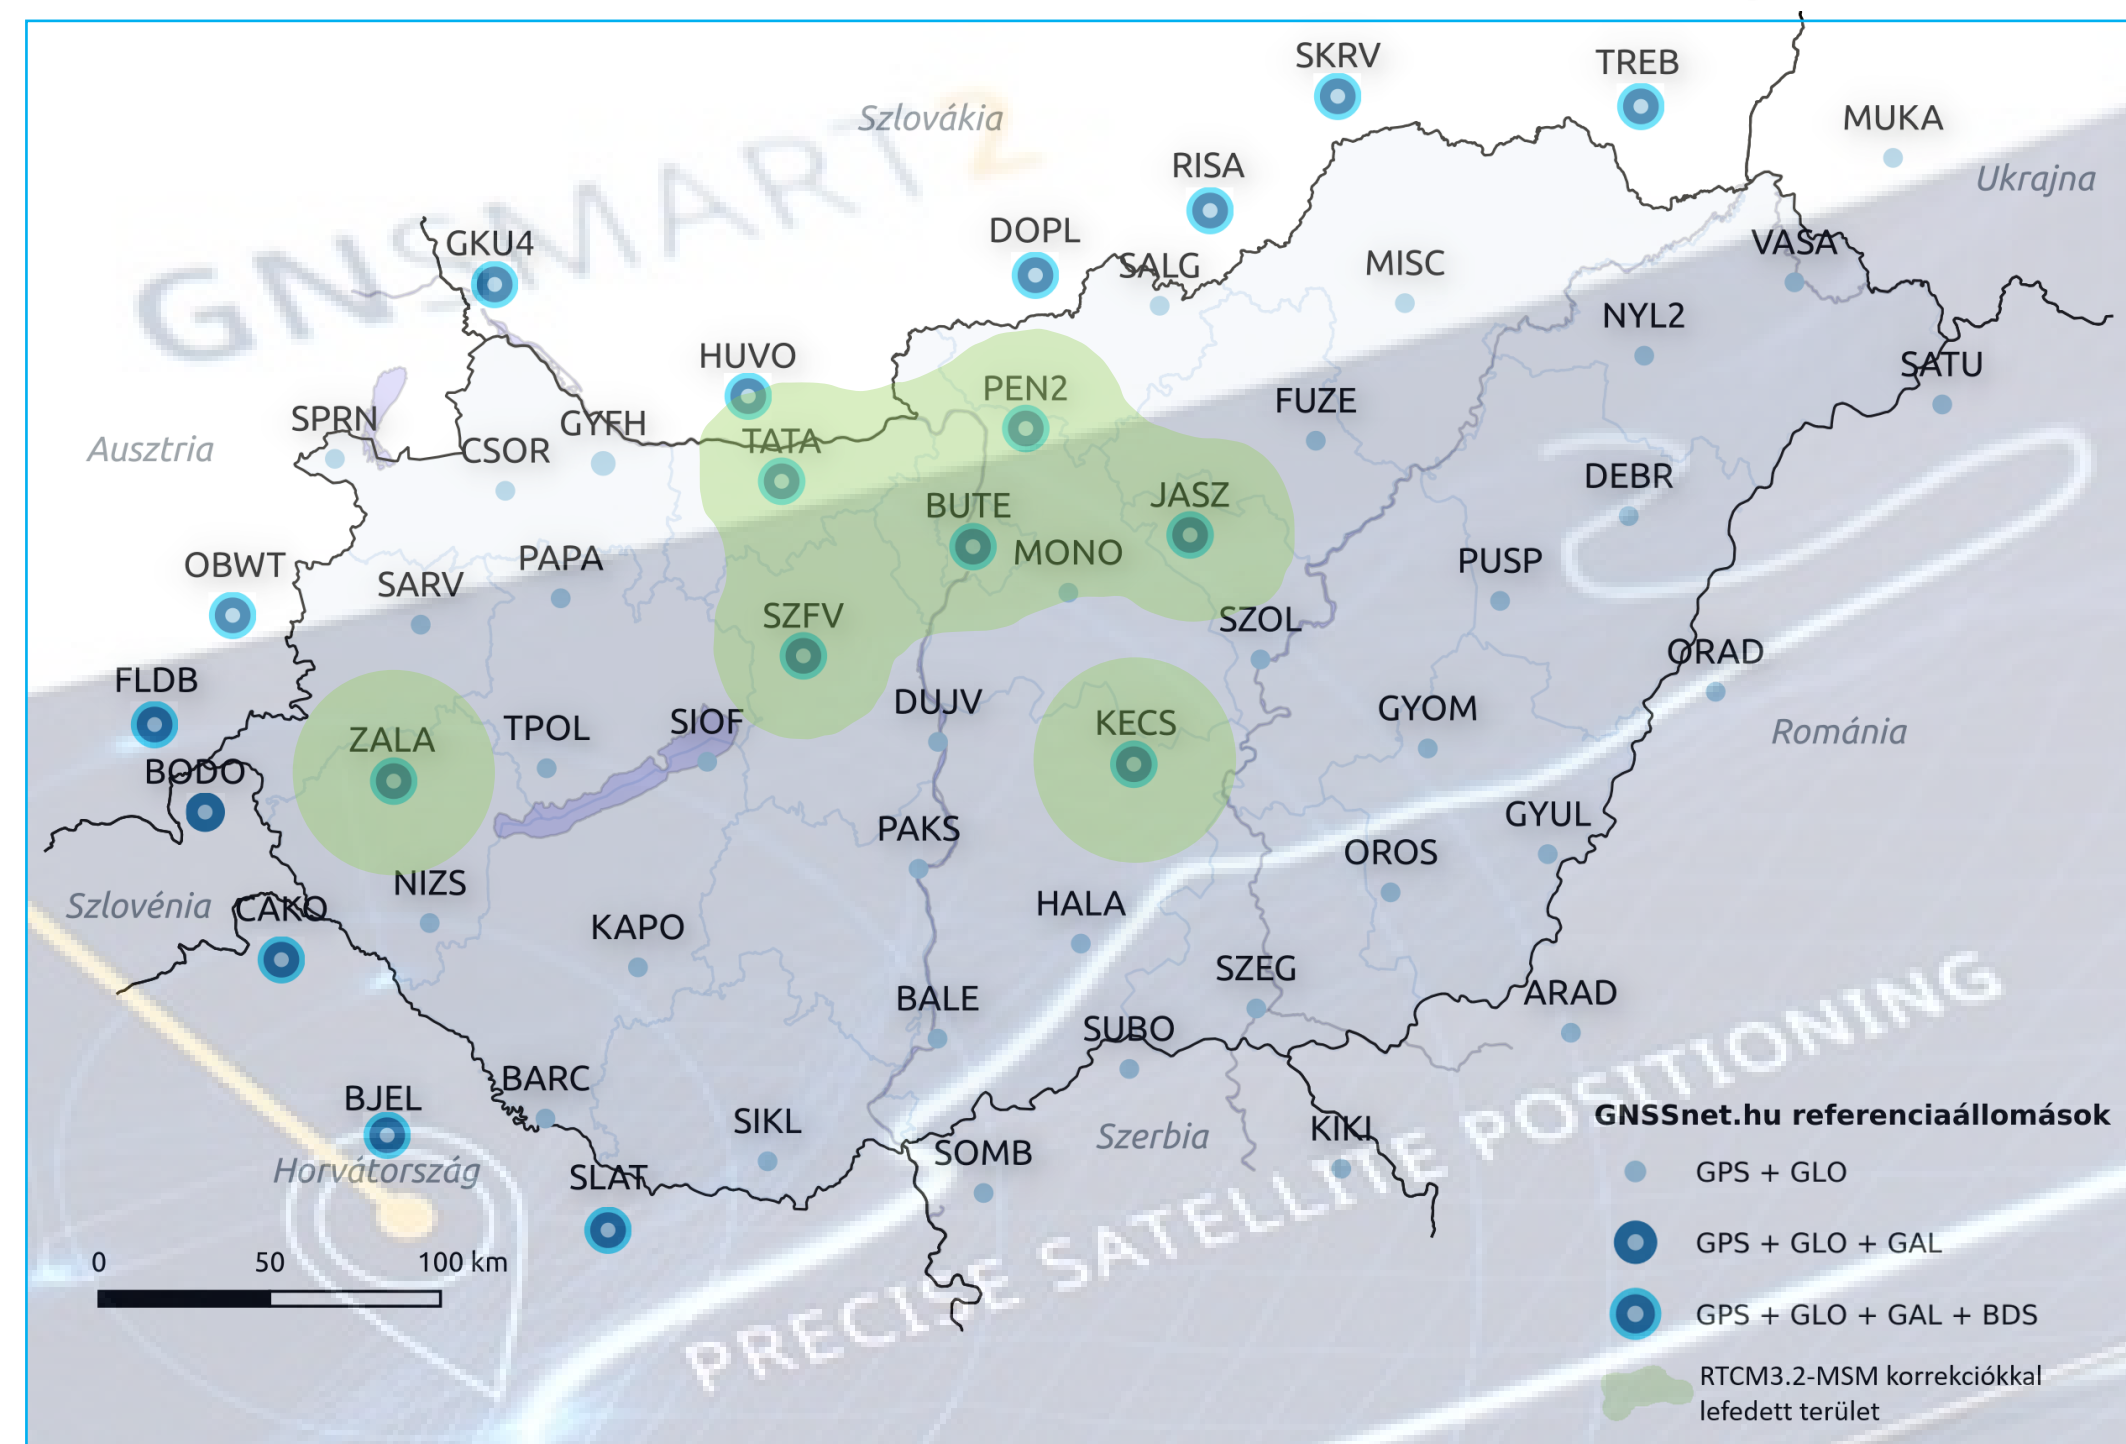 SKRV
TREB
Szlovákia
MUKA
GNSMART2
RISA
Ukrajna
DOPL
GKU4
VASA
SALG
MISC
NYL2
HUVO
SATU
PEN2
FUZE
SPRN
GYFH
TATA
Ausztria
CSOR
DEBR
JASZ
BUTE
MONO
PAPA
PUSP
OBWT
SARV
SZFV
SZOL
ORAD
FLDB
DUJV
GYOM
SIOF
KECS
TPOL
Románia
ZALA
BODO
GYUL
PAKS
OROS
NIZS
HALA
Szlovénia
CAKO
KAPO
SZEG
ARAD
BALE
SUBO
PRECISE SATELLITE POSITIONING
BARC
BJEL
SIKL
KIKI
Szerbia
SOMB
Horvátország
SLAT
0 50 100 km
GNSSnet.hu referenciaállomások
GPS + GLO
GPS + GLO + GAL
GPS + GLO + GAL + BDS
RTCM3.2-MSM korrekciókkal
lefedett terület